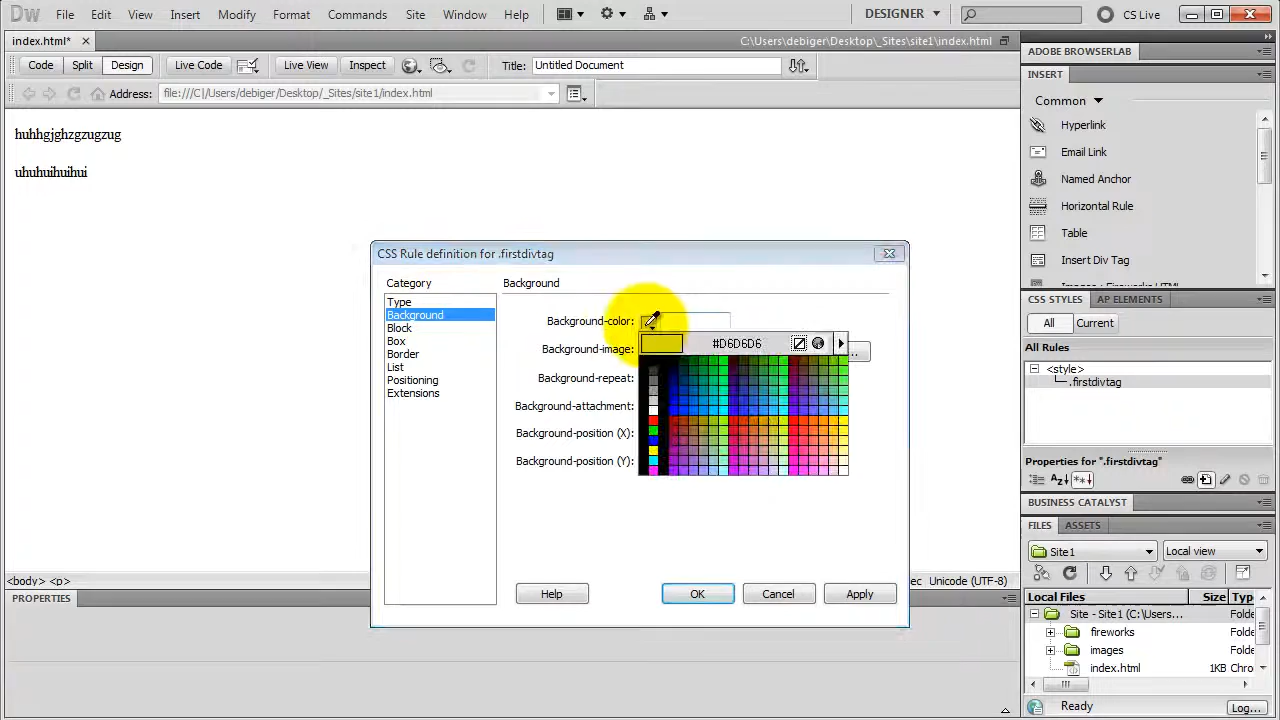 Dw File Edit View Insert Modify Format Commands Site Window Help DESIGNER CS Live
index.html* C:\Users\debiger\Desktop\_Sites\site1\index.html
Code Split Design Live Code Live View Inspect Title: Untitled Document
Address: file:///C|/Users/debiger/Desktop/_Sites/site1/index.html
huhhgjghzgzugzug
uhuhuihuihui
CSS Rule definition for .firstdivtag
Category
Type
Background
Block
Box
Border
List
Positioning
Extensions
Background
Background-color:
#D6D6D6
Background-image:
Background-repeat:
Background-attachment:
Background-position (X):
Background-position (Y):
Help OK Cancel Apply
<body> <p>
Unicode (UTF-8)
PROPERTIES
ADOBE BROWSERLAB
INSERT
Common
Hyperlink
Email Link
Named Anchor
Horizontal Rule
Table
Insert Div Tag
CSS STYLES AP ELEMENTS
All Current
All Rules
<style>
.firstdivtag
Properties for ".firstdivtag"
BUSINESS CATALYST
FILES ASSETS
Site1 Local view
Local Files Size Typ
Site - Site1 (C:\Users... Folde
fireworks Folde
images Folde
index.html 1KB Chro
Ready Log...